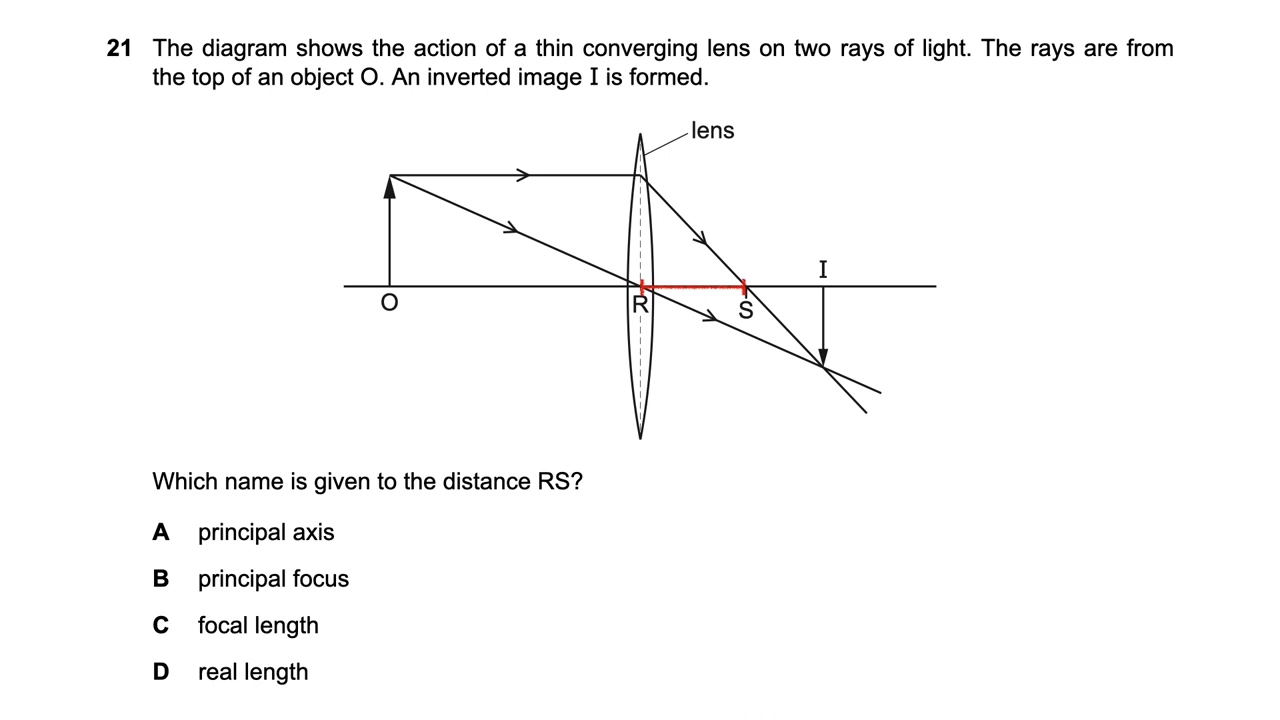 21 The diagram shows the action of a thin converging lens on two rays of light. The rays are from
the top of an object O. An inverted image I is formed.
lens
I
O
R
S
Which name is given to the distance RS?
A principal axis
B principal focus
C focal length
D real length